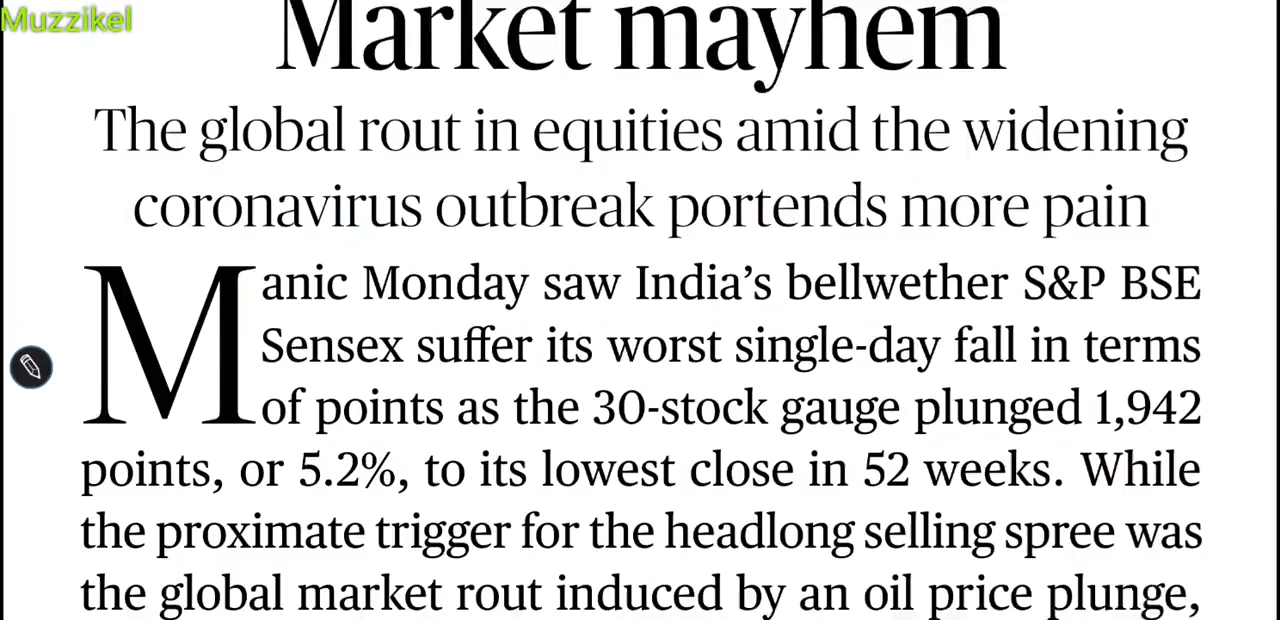 Muzzikel
Market mayhem
The global rout in equities amid the widening
coronavirus outbreak portends more pain
Manic Monday saw India’s bellwether S&P BSE
Sensex suffer its worst single-day fall in terms
of points as the 30-stock gauge plunged 1,942
points, or 5.2%, to its lowest close in 52 weeks. While
the proximate trigger for the headlong selling spree was
the global market rout induced by an oil price plunge,